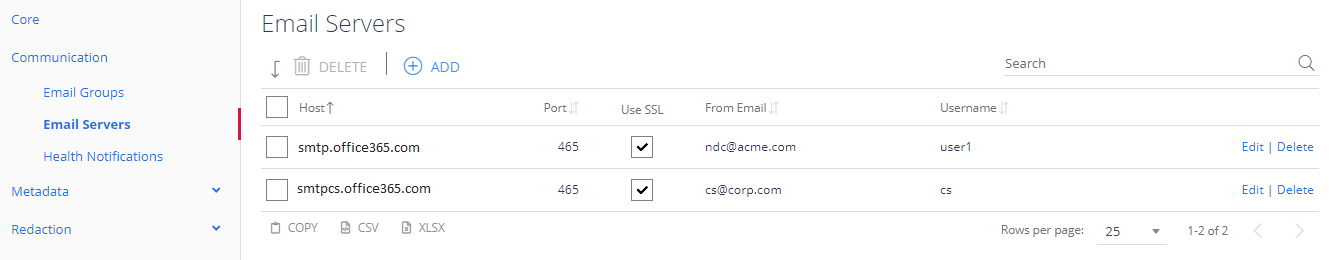 Core
Communication
Email Groups
Email Servers
Health Notifications
Metadata
Redaction
Email Servers
DELETE ADD Search
Host Port Use SSL From Email Username
smtp.office365.com 465 ndc@acme.com user1 Edit | Delete
smtpcs.office365.com 465 cs@corp.com cs Edit | Delete
COPY CSV XLSX Rows per page: 25 1-2 of 2